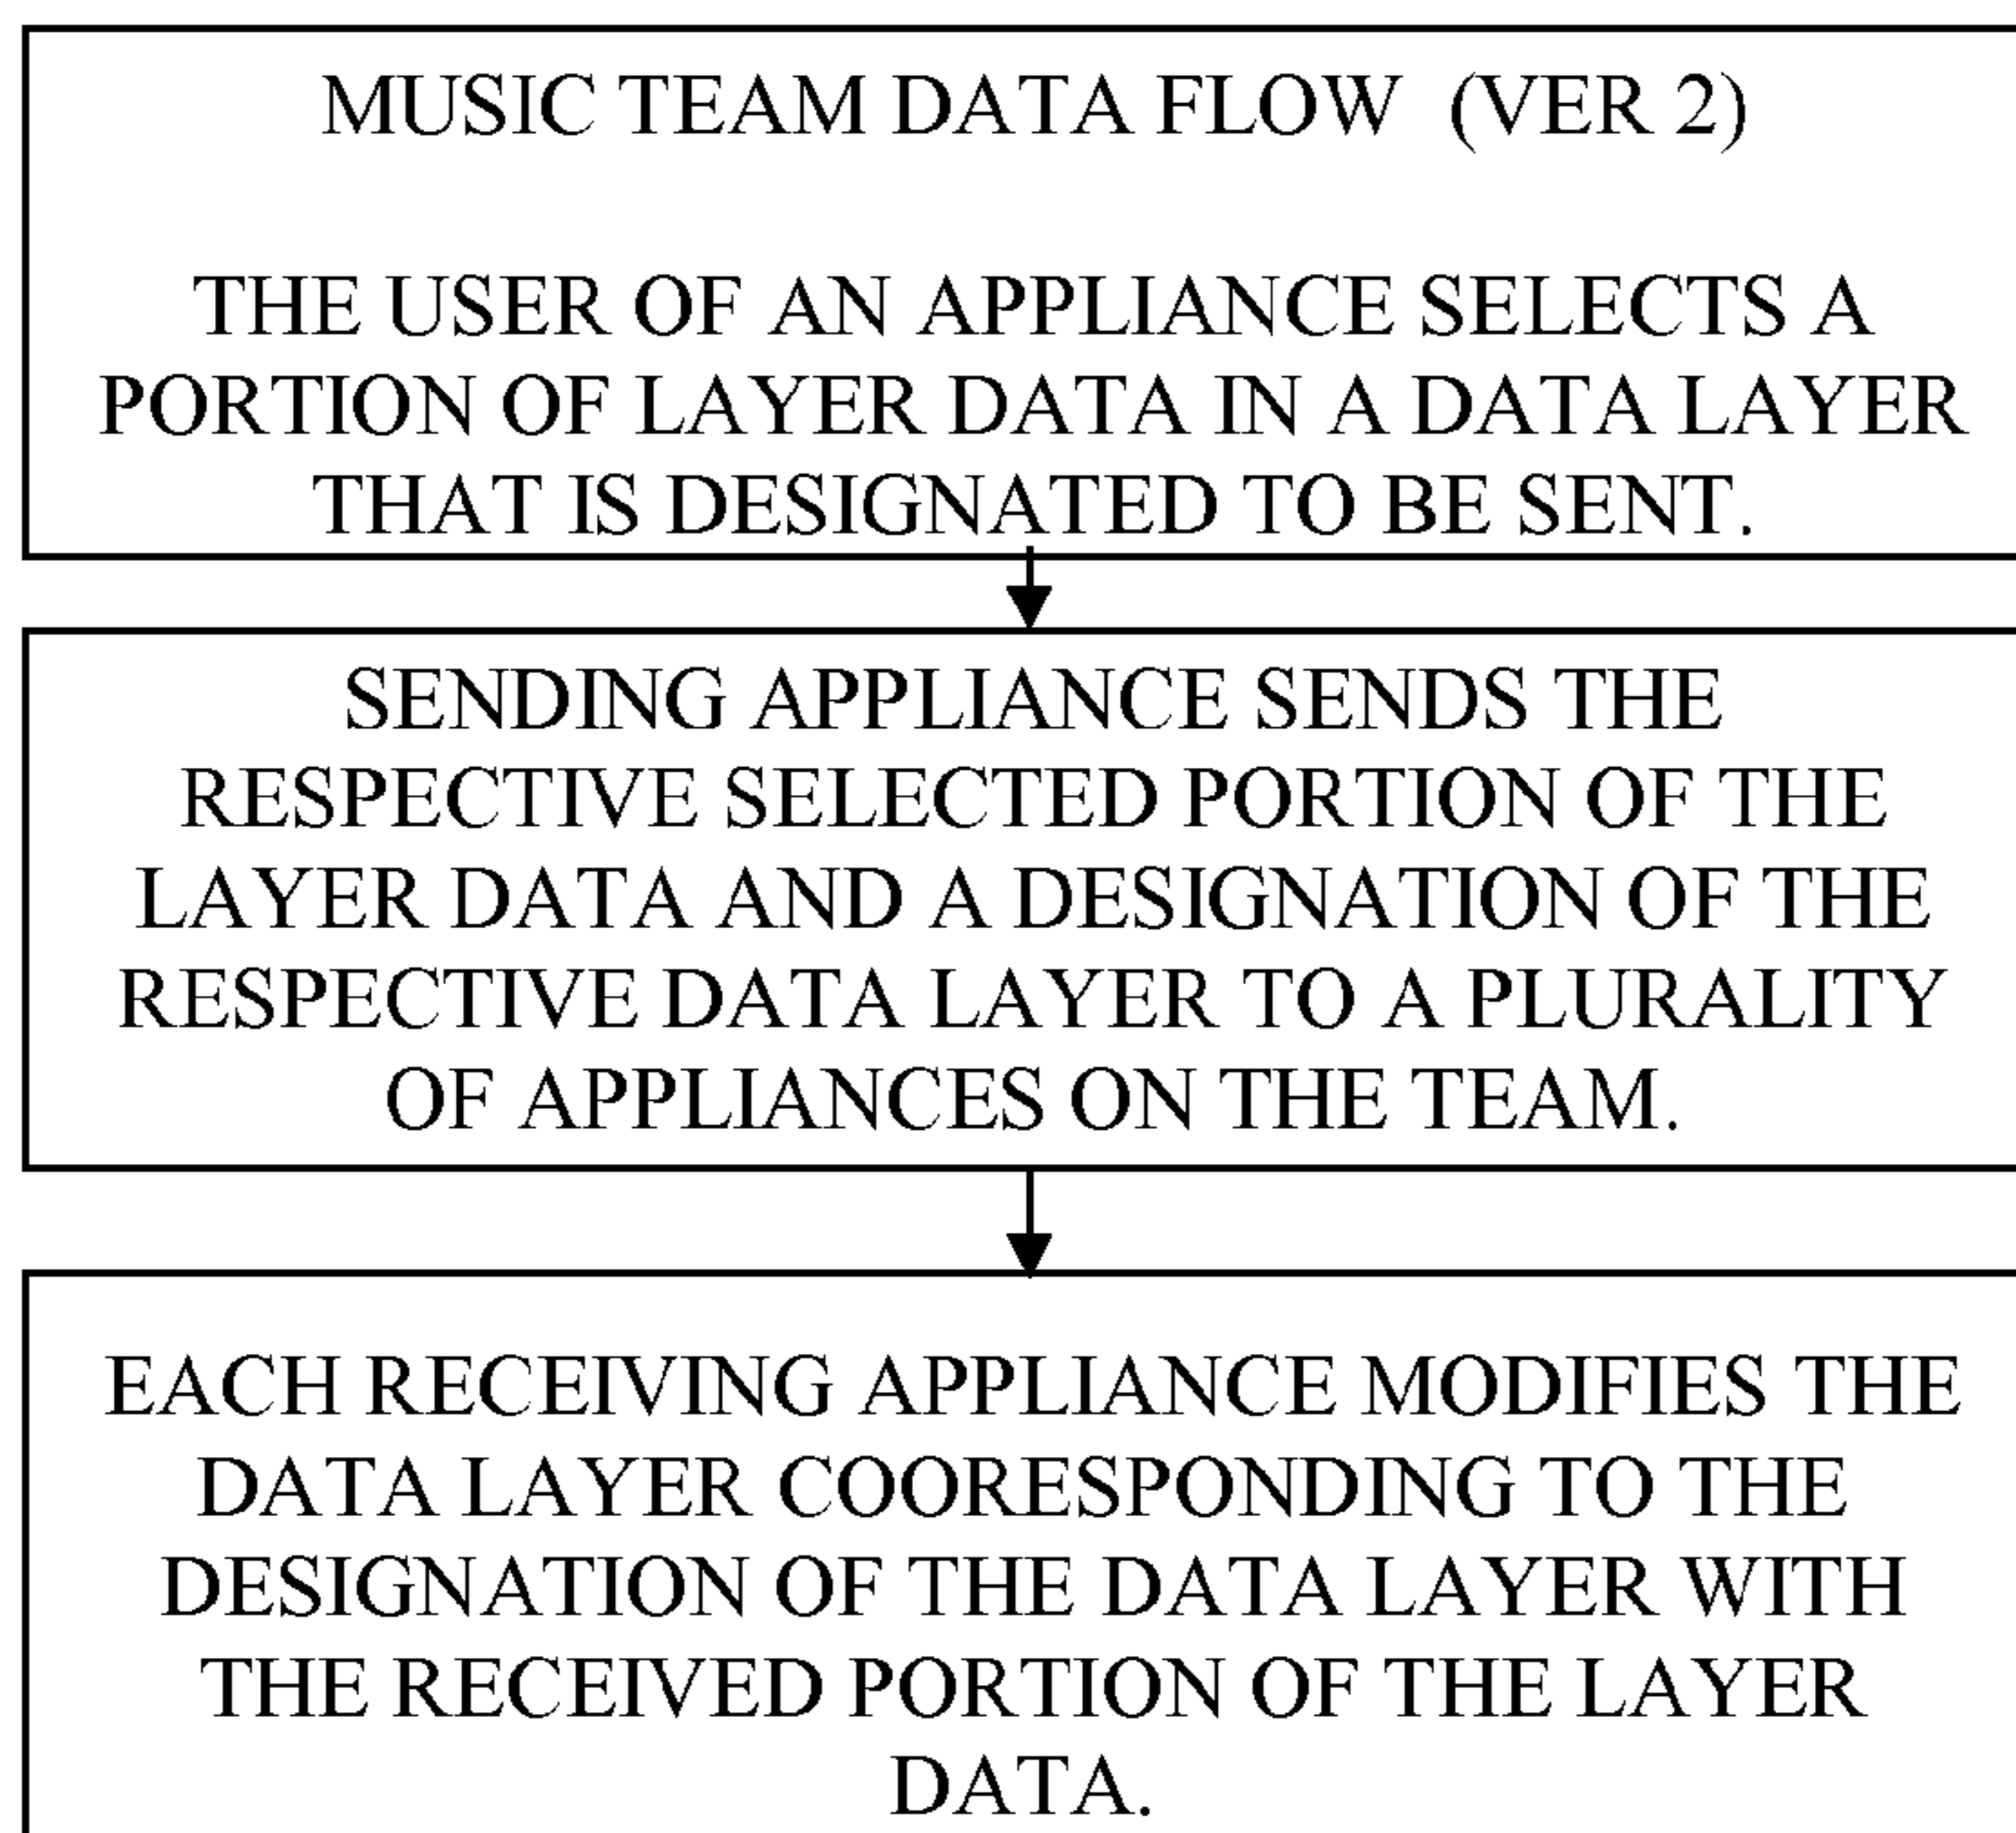 MUSIC TEAM DATA FLOW (VER 2)
THE USER OF AN APPLIANCE SELECTS A
PORTION OF LAYER DATA IN A DATA LAYER
THAT IS DESIGNATED TO BE SENT.
SENDING APPLIANCE SENDS THE
RESPECTIVE SELECTED PORTION OF THE
LAYER DATA AND A DESIGNATION OF THE
RESPECTIVE DATA LAYER TO A PLURALITY
OF APPLIANCES ON THE TEAM.
EACH RECEIVING APPLIANCE MODIFIES THE
DATA LAYER COORESPONDING TO THE
DESIGNATION OF THE DATA LAYER WITH
THE RECEIVED PORTION OF THE LAYER
DATA.